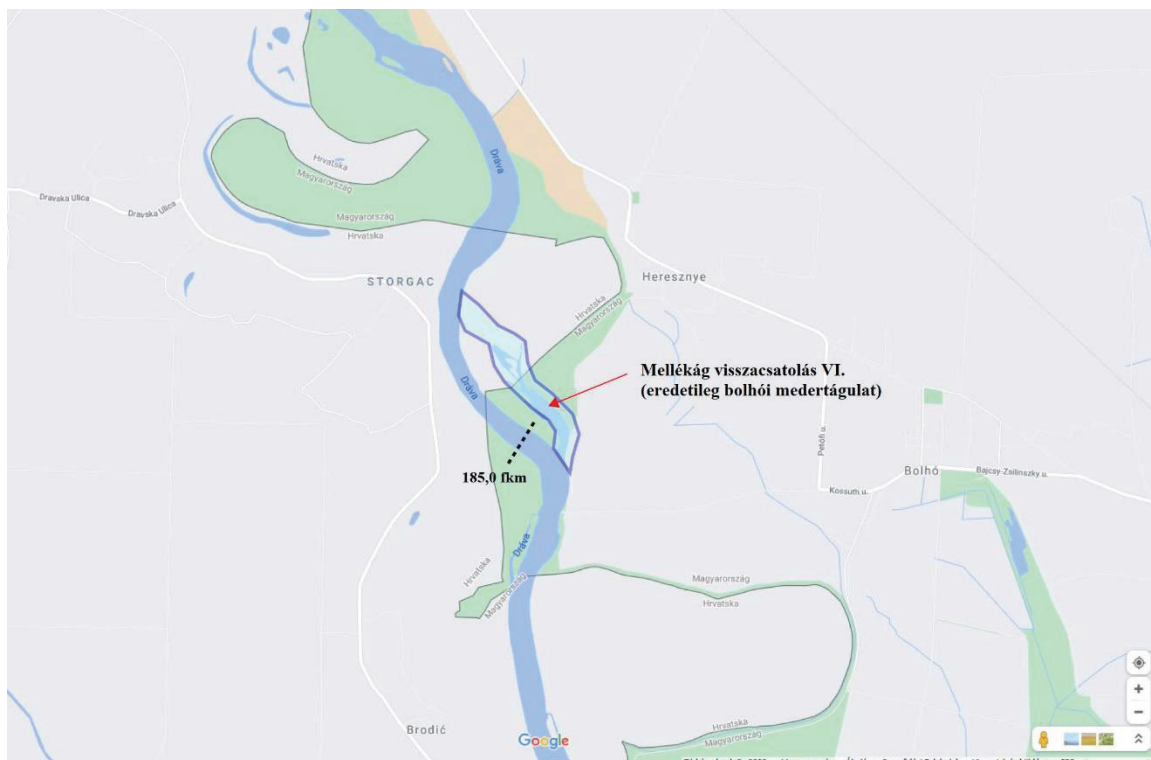 Dráva
Hrvatska
Magyarország
Dravska Ulica
Dravska Ulica
Magyarország
Hrvatska
STORGAC
Heresznye
Hrvatska
Magyarország
Mellékág visszacsatolás VI.
(eredetileg bolhói medertágulat)
Dráva
Petőfi u.
185,0 fkm
Bolhó
Bajcsy-Zsilinszky u.
Kossuth u.
Dráva
Hrvatska
Magyarország
Magyarország
Hrvatska
Brodić
Google
Hrvatska
Magyarország